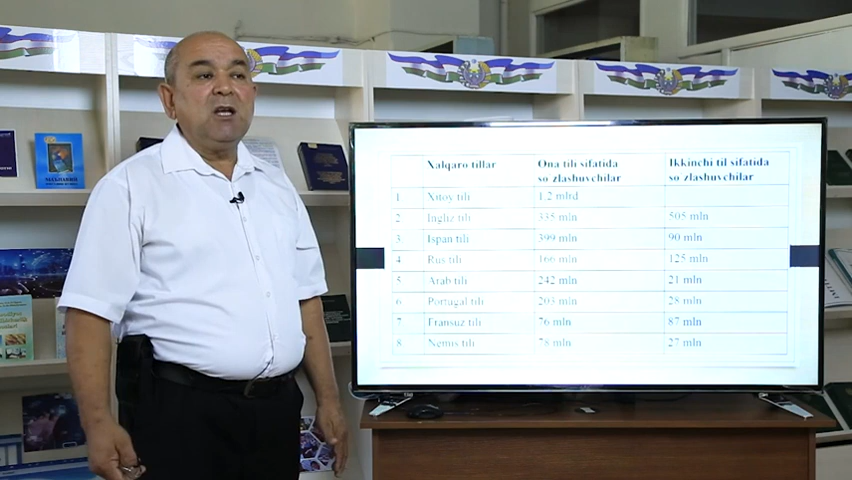 Xalqaro tillar Ona tili sifatida Ikkinchi til sifatida
so`zlashuvchilar so`zlashuvchilar
1 Xitoy tili 1.2 mlrd
2 Ingliz tili 335 mln 505 mln
3 Ispan tili 399 mln 90 mln
4 Rus tili 166 mln 125 mln
5 Arab tili 242 mln 21 mln
6 Portugal tili 203 mln 28 mln
7 Fransuz tili 76 mln 87 mln
8 Nemis tili 78 mln 27 mln